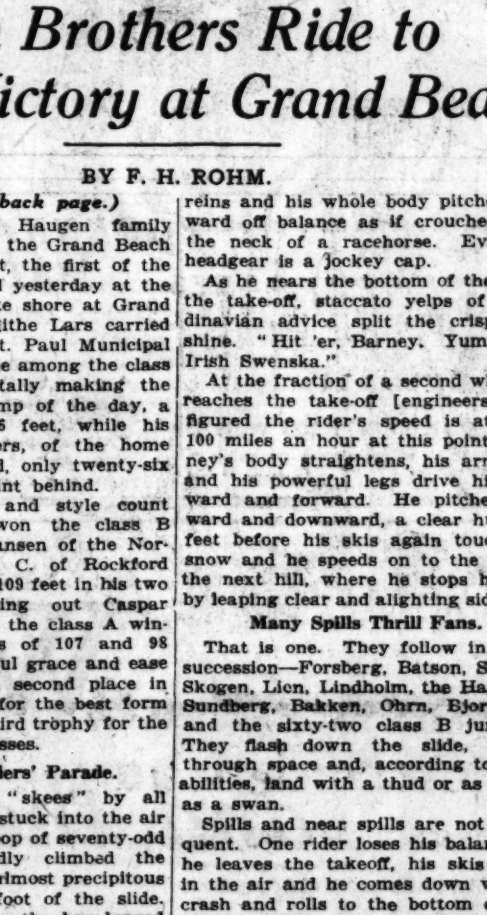 Brothers Ride to
ictory at Grand Bea
BY F. H. ROHM.
back page.)
Haugen family
the Grand Beach
t, the first of the
l yesterday at the
ke shore at Grand
lithe Lars carried
t. Paul Municipal
e among the class
tally making the
mp of the day, a
6 feet, while his
ers, of the home
d, only twenty-six
int behind.
and style count
won the class B
ansen of the Nor-
C. of Rockford
109 feet in his two
ing out Caspar
the class A win-
s of 107 and 98
ul grace and ease
second place in
for the best form
ird trophy for the
sses.
lers' Parade.
"skees" by all
stuck into the air
op of seventy-odd
dly climbed the
rlmost precipitous
foot of the slide.
reins and his whole body pitche
ward off balance as if crouche
the neck of a racehorse. Ev
headgear is a jockey cap.
As he nears the bottom of the
the take-off, staccato yelps of
dinavian advice split the crisp
shine. "Hit 'er, Barney. Yum
Irish Swenska."
At the fraction of a second w
reaches the take-off [engineers
figured the rider's speed is at
100 miles an hour at this point
ney's body straightens, his arr
and his powerful legs drive hi
ward and forward. He pitche
ward and downward, a clear hu
feet before his skis again touc
snow and he speeds on to the
the next hill, where he stops h
by leaping clear and alighting sid
Many Spills Thrill Fans.
That is one. They follow in
succession—Forsberg, Batson, S
Skogen, Lien, Lindholm, the Ha
Sundberg, Bakken, Ohrn, Bjor
and the sixty-two class B jur
They flash down the slide,
through space and, according to
abilities, land with a thud or as
as a swan.
Spills and near spills are not
quent. One rider loses his balar
he leaves the takeoff, his skis
in the air and he comes down w
crash and rolls to the bottom o